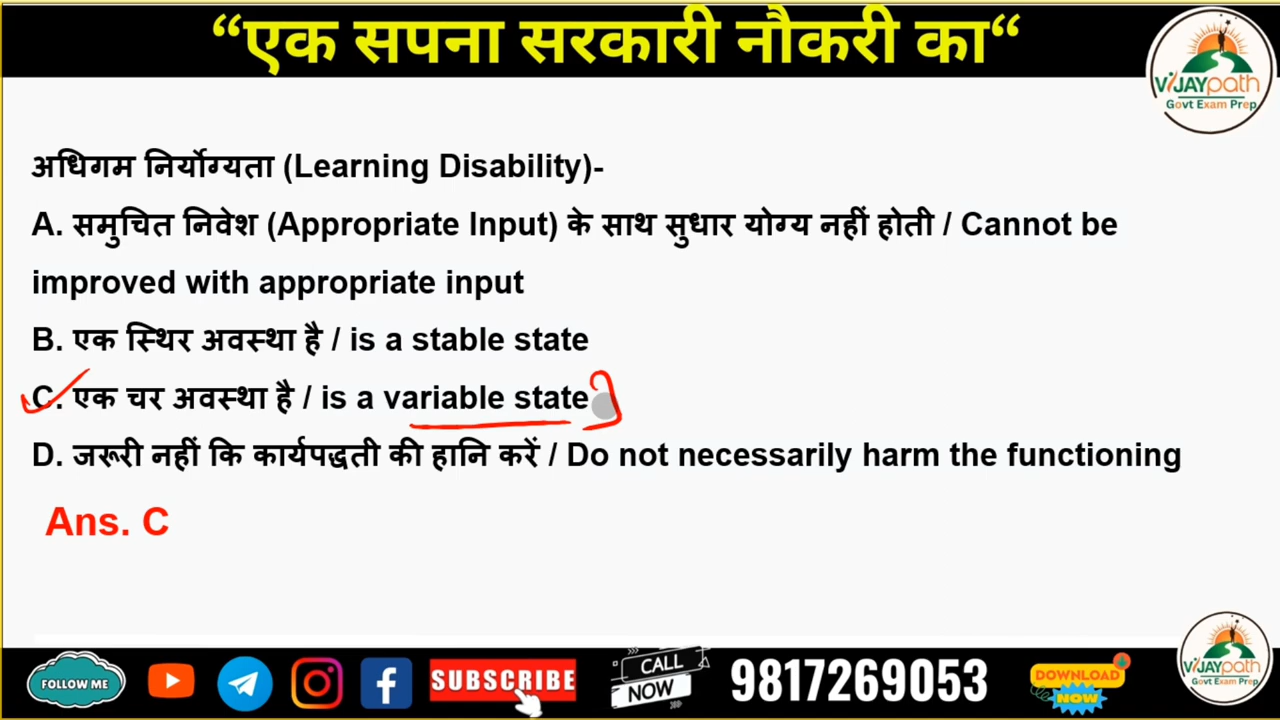 “एक सपना सरकारी नौकरी का“
VIJAYpath
Govt Exam Prep
अधिगम निर्योग्यता (Learning Disability)-
A. समुचित निवेश (Appropriate Input) के साथ सुधार योग्य नहीं होती / Cannot be
improved with appropriate input
B. एक स्थिर अवस्था है / is a stable state
C. एक चर अवस्था है / is a variable state
D. जरूरी नहीं कि कार्यपद्धती की हानि करें / Do not necessarily harm the functioning
Ans. C
FOLLOW ME
SUBSCRIBE
CALL
NOW
9817269053
DOWNLOAD
NOW
VIJAYpath
Govt Exam Prep